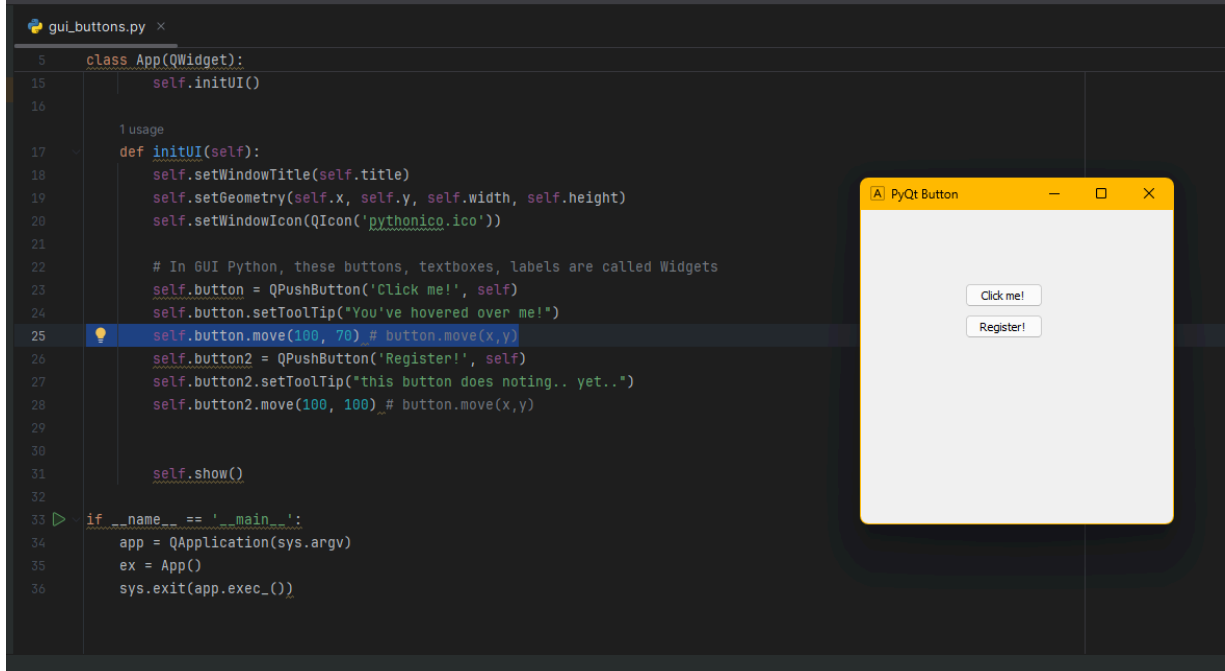 gui_buttons.py ×
5 class App(QWidget):
15 self.initUI()
16
1 usage
17 def initUI(self):
18 self.setWindowTitle(self.title)
19 self.setGeometry(self.x, self.y, self.width, self.height)
20 self.setWindowIcon(QIcon('pythonico.ico'))
21
22 # In GUI Python, these buttons, textboxes, labels are called Widgets
23 self.button = QPushButton('Click me!', self)
24 self.button.setToolTip("You've hovered over me!")
25 self.button.move(100, 70) # button.move(x,y)
26 self.button2 = QPushButton('Register!', self)
27 self.button2.setToolTip("this button does noting.. yet..")
28 self.button2.move(100, 100) # button.move(x,y)
29
30
31 self.show()
32
33 if __name__ == '__main__':
34 app = QApplication(sys.argv)
35 ex = App()
36 sys.exit(app.exec_())
A PyQt Button
Click me!
Register!